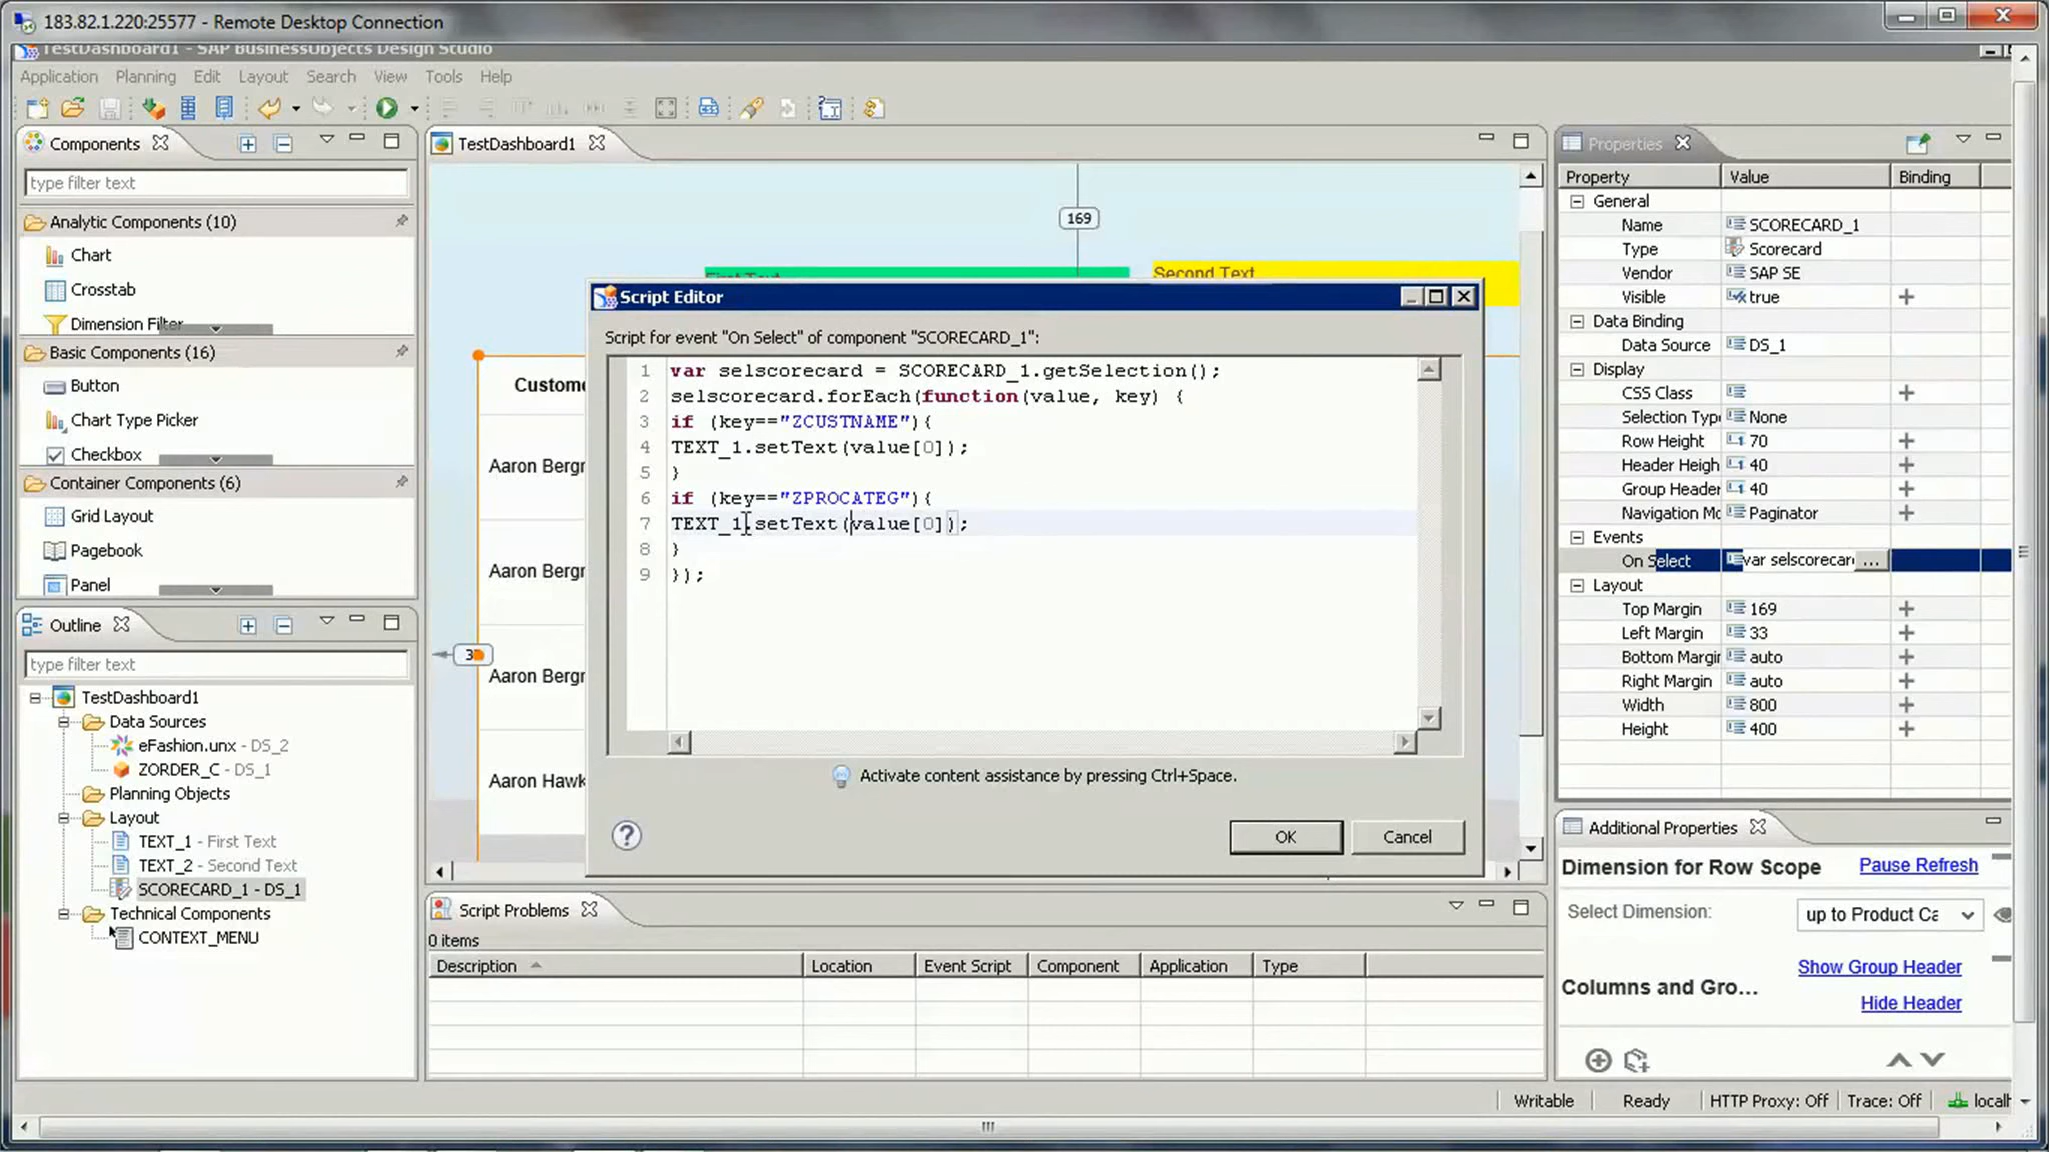 183.82.1.220:25577 - Remote Desktop Connection
TestDashboard1 - SAP BusinessObjects Design Studio
Application Planning Edit Layout Search View Tools Help
Components
type filter text
Analytic Components (10)
Chart
Crosstab
Dimension Filter
Basic Components (16)
Button
Chart Type Picker
Checkbox
Container Components (6)
Grid Layout
Pagebook
Panel
Outline
type filter text
TestDashboard1
Data Sources
eFashion.unx - DS_2
ZORDER_C - DS_1
Planning Objects
Layout
TEXT_1 - First Text
TEXT_2 - Second Text
SCORECARD_1 - DS_1
Technical Components
CONTEXT_MENU
TestDashboard1
169
First Text
Second Text
Custome
Aaron Bergr
Aaron Bergr
Aaron Bergr
Aaron Hawk
Script Editor
Script for event "On Select" of component "SCORECARD_1":
1 var selscorecard = SCORECARD_1.getSelection();
2 selscorecard.forEach(function(value, key) {
3 if (key=="ZCUSTNAME"){
4 TEXT_1.setText(value[0]);
5 }
6 if (key=="ZPROCATEG"){
7 TEXT_1.setText(value[0]);
8 }
9 });
Activate content assistance by pressing Ctrl+Space.
OK Cancel
Script Problems
0 items
Description Location Event Script Component Application Type
Properties
Property Value Binding
General
Name SCORECARD_1
Type Scorecard
Vendor SAP SE
Visible true
Data Binding
Data Source DS_1
Display
CSS Class
Selection Typ None
Row Height 70
Header Heigh 40
Group Header 40
Navigation Mo Paginator
Events
On Select var selscorecar ...
Layout
Top Margin 169
Left Margin 33
Bottom Margin auto
Right Margin auto
Width 800
Height 400
Additional Properties
Dimension for Row Scope Pause Refresh
Select Dimension: up to Product Ca
Show Group Header
Columns and Gro...
Hide Header
Writable Ready HTTP Proxy: Off Trace: Off localh